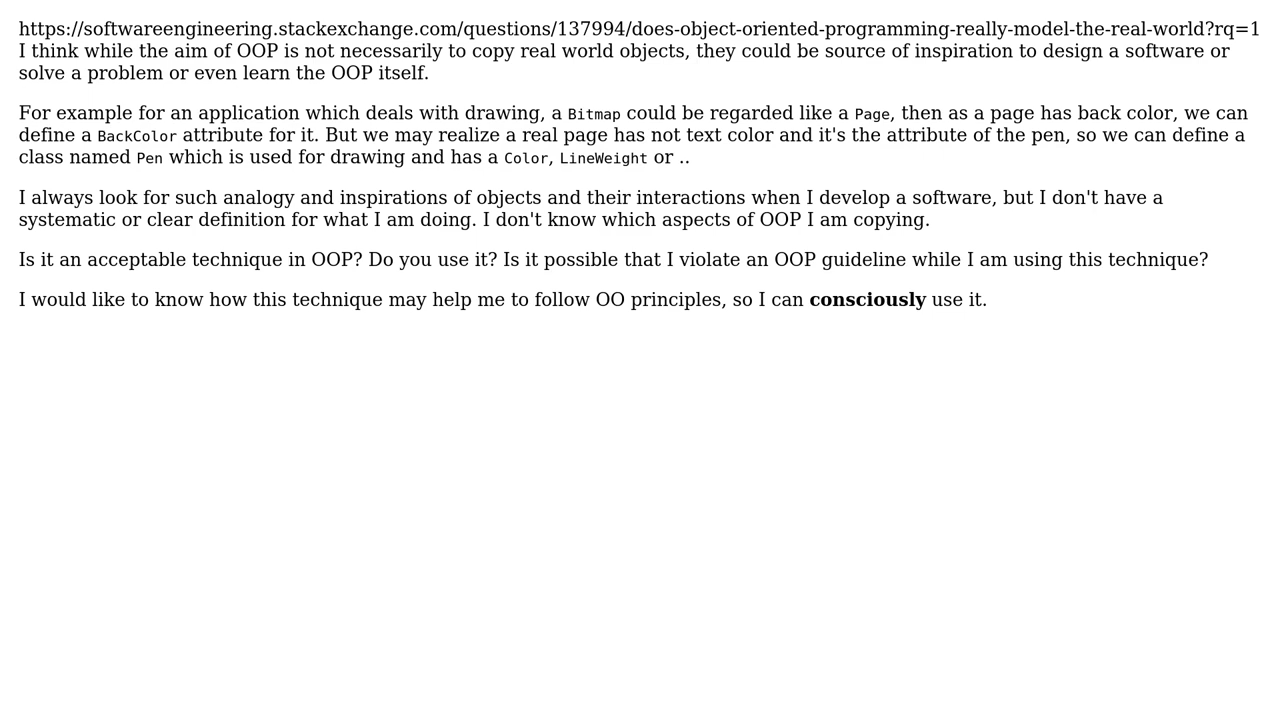 https://softwareengineering.stackexchange.com/questions/137994/does-object-oriented-programming-really-model-the-real-world?rq=1
I think while the aim of OOP is not necessarily to copy real world objects, they could be source of inspiration to design a software or
solve a problem or even learn the OOP itself.
For example for an application which deals with drawing, a Bitmap could be regarded like a Page, then as a page has back color, we can
define a BackColor attribute for it. But we may realize a real page has not text color and it's the attribute of the pen, so we can define a
class named Pen which is used for drawing and has a Color, LineWeight or ..
I always look for such analogy and inspirations of objects and their interactions when I develop a software, but I don't have a
systematic or clear definition for what I am doing. I don't know which aspects of OOP I am copying.
Is it an acceptable technique in OOP? Do you use it? Is it possible that I violate an OOP guideline while I am using this technique?
I would like to know how this technique may help me to follow OO principles, so I can consciously use it.